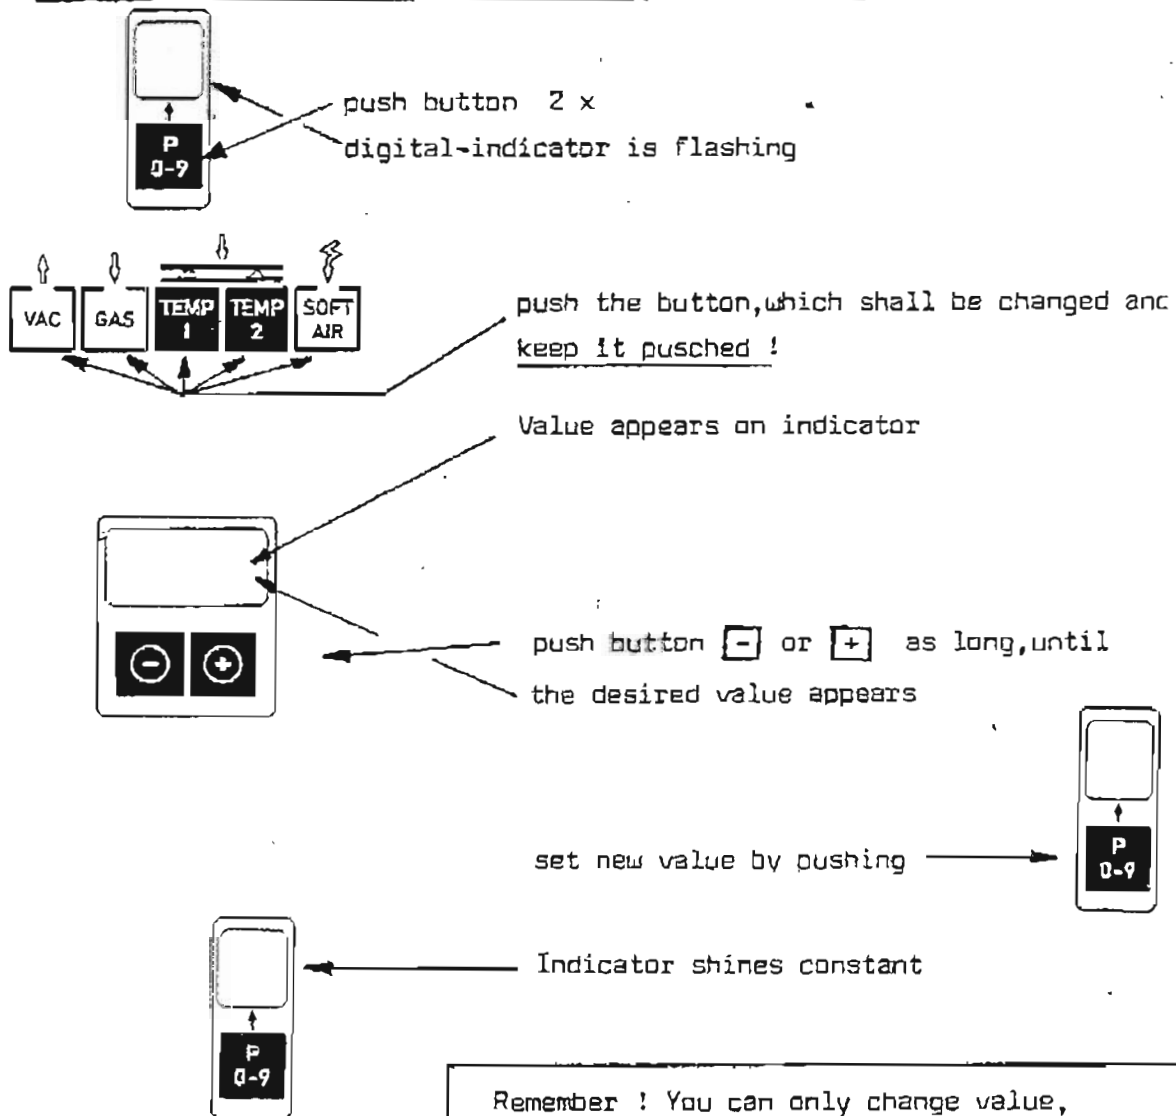 push button 2 x
digital-indicator is flashing
P
0-9
VAC GAS TEMP 1 TEMP 2 SOFT AIR
push the button,which shall be changed and
keep it pusched !
Value appears on indicator
push button - or + as long,until
the desired value appears
- +
set new value by pushing
P
0-9
Indicator shines constant
P
0-9
Remember ! You can only change value,